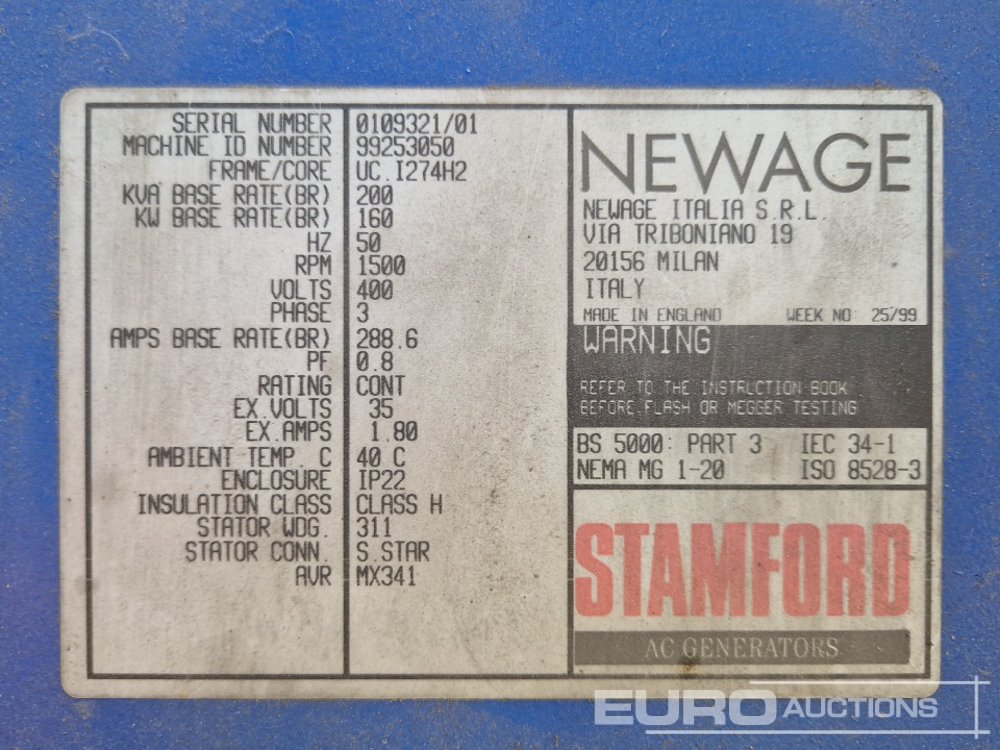 SERIAL NUMBER 0109321/01
MACHINE ID NUMBER 99253050
FRAME/CORE UC.I274H2
KVA BASE RATE(BR) 200
KW BASE RATE(BR) 160
HZ 50
RPM 1500
VOLTS 400
PHASE 3
AMPS BASE RATE(BR) 288.6
PF 0.8
RATING CONT
EX.VOLTS 35
EX.AMPS 1.80
AMBIENT TEMP. C 40 C
ENCLOSURE IP22
INSULATION CLASS CLASS H
STATOR WDG. 311
STATOR CONN. S.STAR
AVR MX341
NEWAGE
NEWAGE ITALIA S.R.L.
VIA TRIBONIANO 19
20156 MILAN
ITALY
MADE IN ENGLAND WEEK NO: 25/99
WARNING
REFER TO THE INSTRUCTION BOOK
BEFORE FLASH OR MEGGER TESTING
BS 5000: PART 3 IEC 34-1
NEMA MG 1-20 ISO 8528-3
STAMFORD
AC GENERATORS
EURO AUCTIONS